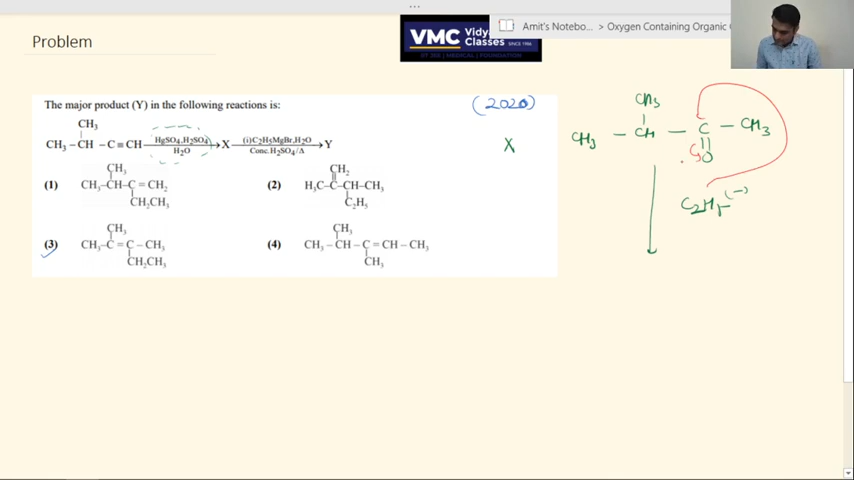 Problem
VMC Vidya Classes SINCE 1986
Amit's Notebo... > Oxygen Containing Organic
The major product (Y) in the following reactions is:
(2020)
CH₃
CH₃ – CH – C ≡ CH HgSO₄, H₂SO₄ / H₂O → X (i)C₂H₅MgBr, H₂O / Conc. H₂SO₄/Δ → Y
X
(1) CH₃
CH₃–CH–C = CH₂
CH₂CH₃
(2) CH₂
H₃C–C–CH–CH₃
C₂H₅
(3) CH₃
CH₃–C = C – CH₃
CH₂CH₃
(4) CH₃
CH₃ – CH – C = CH – CH₃
CH₃
CH₃
CH₃ – CH – C – CH₃
O
C₂H₅(–)